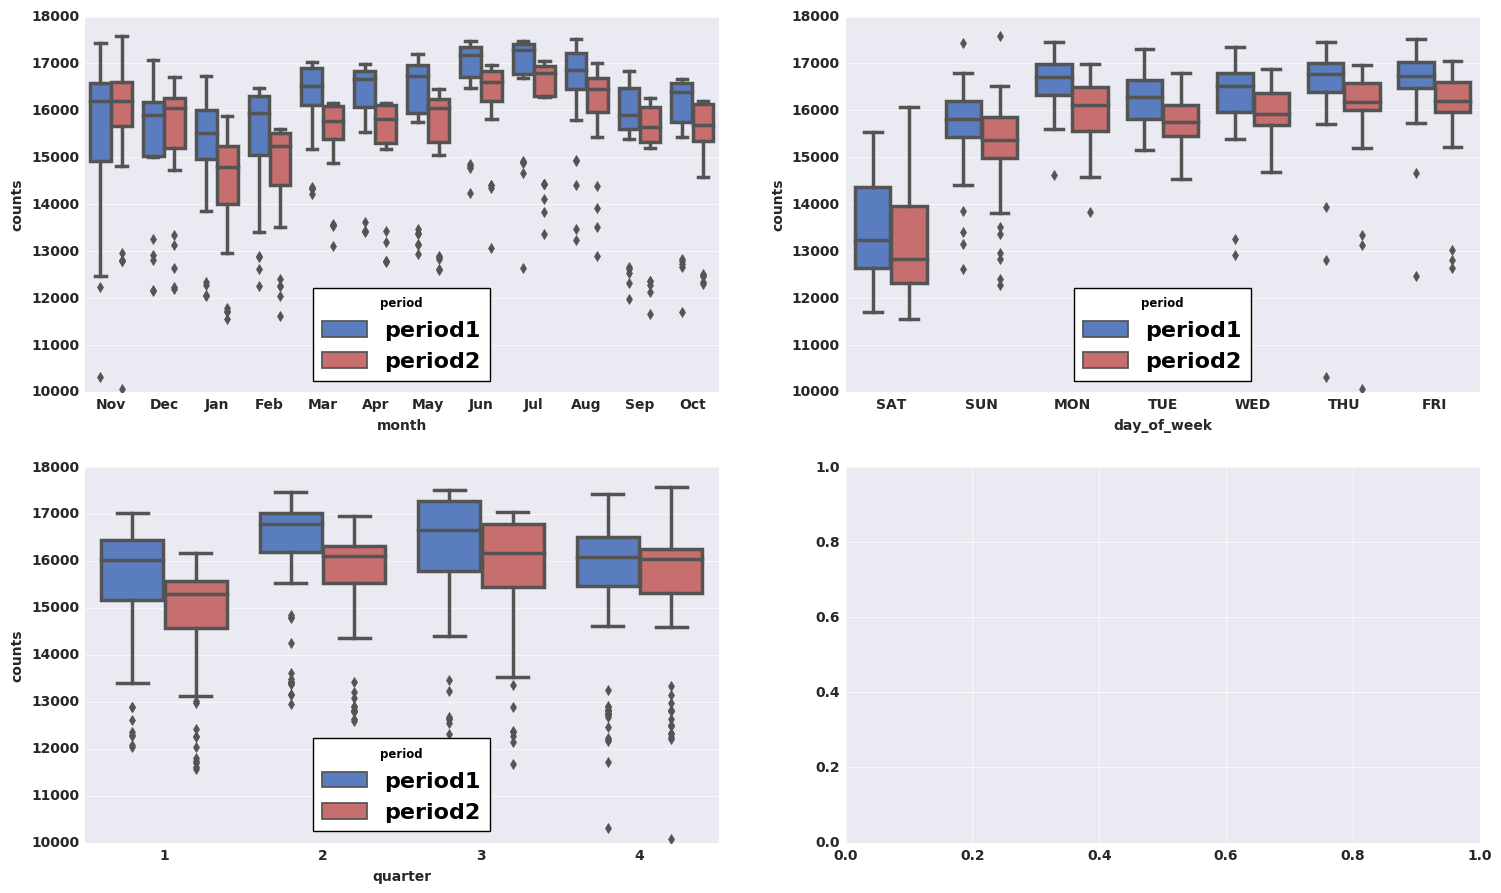 18000
17000
16000
15000
14000
13000
12000
11000
10000
counts
Nov Dec Jan Feb Mar Apr May Jun Jul Aug Sep Oct
month
period
period1
period2
18000
17000
16000
15000
14000
13000
12000
11000
10000
counts
SAT SUN MON TUE WED THU FRI
day_of_week
period
period1
period2
18000
17000
16000
15000
14000
13000
12000
11000
10000
counts
1 2 3 4
quarter
period
period1
period2
1.0
0.8
0.6
0.4
0.2
0.0
0.0 0.2 0.4 0.6 0.8 1.0